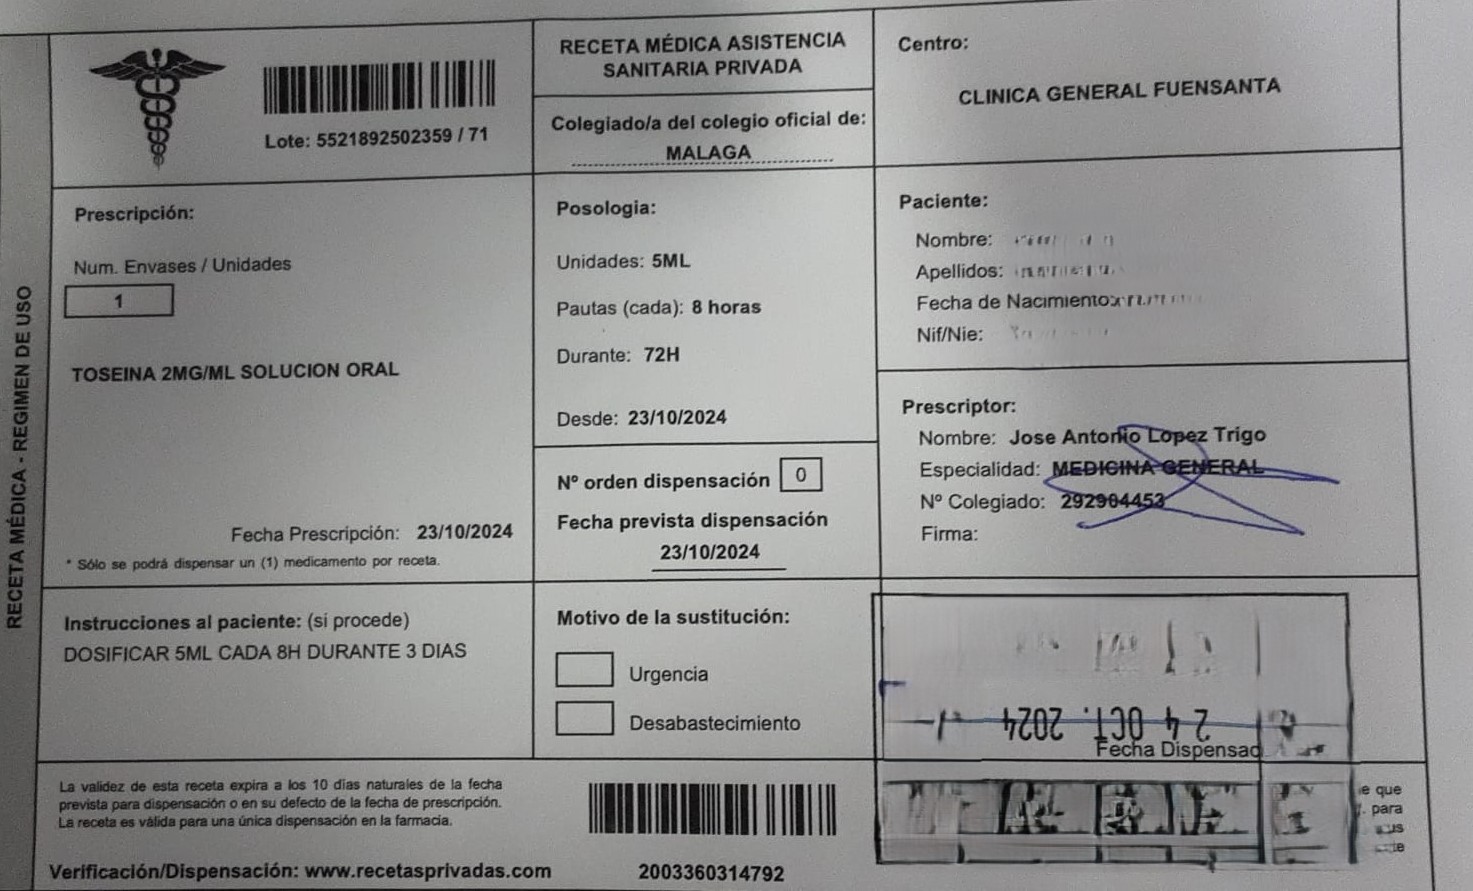 RECETA MÉDICA - REGIMEN DE USO
Lote: 5521892502359 / 71
RECETA MÉDICA ASISTENCIA
SANITARIA PRIVADA
Colegiado/a del colegio oficial de:
MALAGA
Centro:
CLINICA GENERAL FUENSANTA
Prescripción:
Num. Envases / Unidades
1
TOSEINA 2MG/ML SOLUCION ORAL
Fecha Prescripción: 23/10/2024
* Sólo se podrá dispensar un (1) medicamento por receta.
Posologia:
Unidades: 5ML
Pautas (cada): 8 horas
Durante: 72H
Desde: 23/10/2024
Nº orden dispensación 0
Fecha prevista dispensación
23/10/2024
Paciente:
Nombre:
Apellidos:
Fecha de Nacimiento:
Nif/Nie:
Prescriptor:
Nombre: Jose Antonio Lopez Trigo
Especialidad: MEDICINA GENERAL
Nº Colegiado: 292904453
Firma:
Instrucciones al paciente: (si procede)
DOSIFICAR 5ML CADA 8H DURANTE 3 DIAS
Motivo de la sustitución:
Urgencia
Desabastecimiento
24 OCT. 2024
Fecha Dispensac
La validez de esta receta expira a los 10 días naturales de la fecha
prevista para dispensación o en su defecto de la fecha de prescripción.
La receta es válida para una única dispensación en la farmacia.
Verificación/Dispensación: www.recetasprivadas.com
2003360314792
e que
para